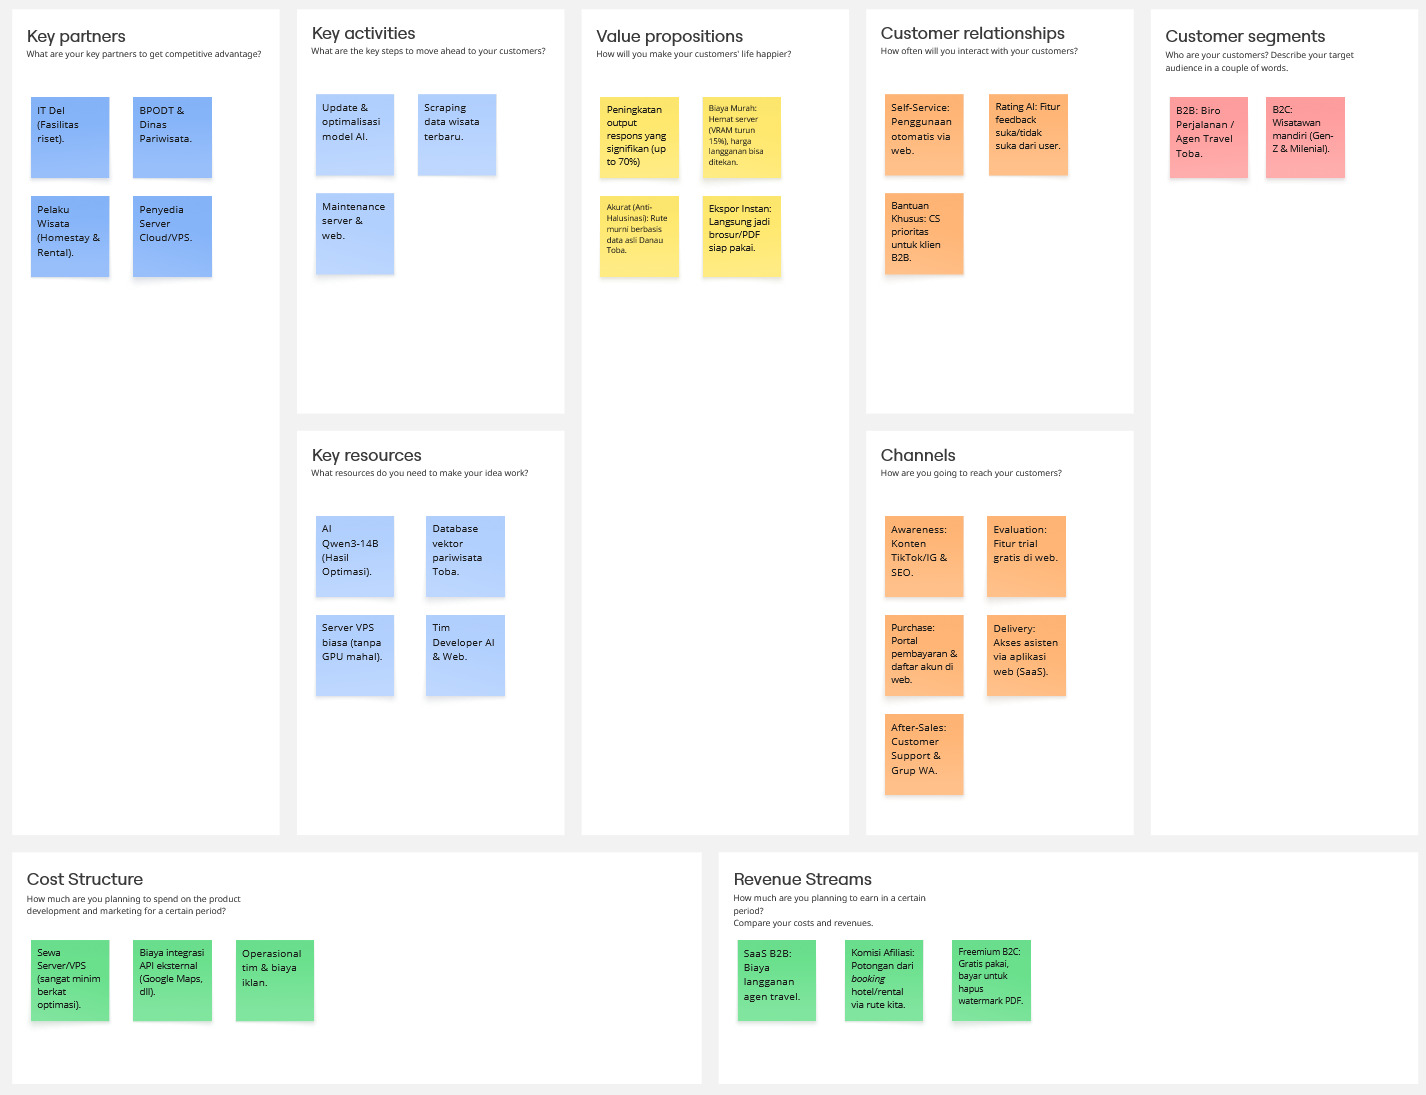 Key partners
What are your key partners to get competitive advantage?
IT Del
(Fasilitas
riset).
BPODT &
Dinas
Pariwisata.
Pelaku
Wisata
(Homestay &
Rental).
Penyedia
Server
Cloud/VPS.
Key activities
What are the key steps to move ahead to your customers?
Update &
optimalisasi
model AI.
Scraping
data wisata
terbaru.
Maintenance
server &
web.
Key resources
What resources do you need to make your idea work?
AI
Qwen3-14B
(Hasil
Optimasi).
Database
vektor
pariwisata
Toba.
Server VPS
biasa (tanpa
GPU mahal).
Tim
Developer AI
& Web.
Value propositions
How will you make your customers' life happier?
Peningkatan
output
respons yang
signifikan (up
to 70%)
Biaya Murah:
Hemat server
(VRAM turun
15%), harga
langganan bisa
ditekan.
Akurat (Anti-
Halusinasi): Rute
murni berbasis
data asli Danau
Toba.
Ekspor Instan:
Langsung jadi
brosur/PDF
siap pakai.
Customer relationships
How often will you interact with your customers?
Self-Service:
Penggunaan
otomatis via
web.
Rating AI: Fitur
feedback
suka/tidak
suka dari user.
Bantuan
Khusus: CS
prioritas
untuk klien
B2B.
Channels
How are you going to reach your customers?
Awareness:
Konten
TikTok/IG &
SEO.
Evaluation:
Fitur trial
gratis di web.
Purchase:
Portal
pembayaran &
daftar akun di
web.
Delivery:
Akses asisten
via aplikasi
web (SaaS).
After-Sales:
Customer
Support &
Grup WA.
Customer segments
Who are your customers? Describe your target
audience in a couple of words.
B2B: Biro
Perjalanan /
Agen Travel
Toba.
B2C:
Wisatawan
mandiri (Gen-
Z & Milenial).
Cost Structure
How much are you planning to spend on the product
development and marketing for a certain period?
Sewa
Server/VPS
(sangat minim
berkat
optimasi).
Biaya integrasi
API eksternal
(Google Maps,
dll).
Operasional
tim & biaya
iklan.
Revenue Streams
How much are you planning to earn in a certain
period?
Compare your costs and revenues.
SaaS B2B:
Biaya
langganan
agen travel.
Komisi Afiliasi:
Potongan dari
booking
hotel/rental
via rute kita.
Freemium B2C:
Gratis pakai,
bayar untuk
hapus
watermark PDF.